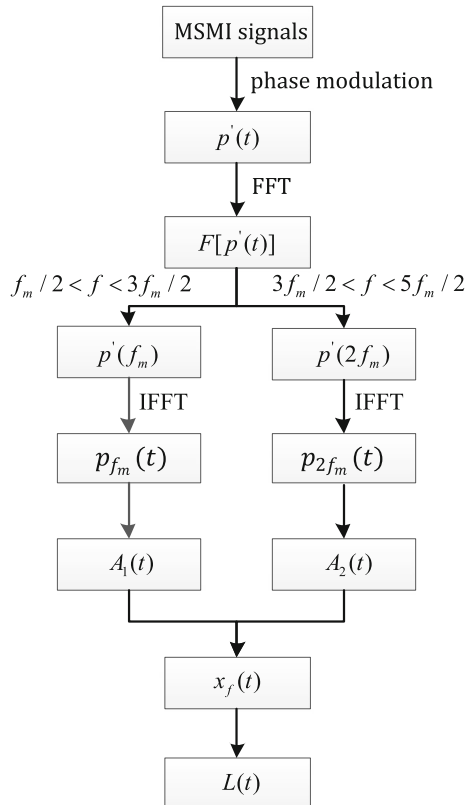 MSMI signals
phase modulation
p'(t)
FFT
F[p'(t)]
f_m / 2 < f < 3f_m / 2
3f_m / 2 < f < 5f_m / 2
p'(f_m)
p'(2f_m)
IFFT
IFFT
p_{f_m}(t)
p_{2f_m}(t)
A_1(t)
A_2(t)
x_f(t)
L(t)